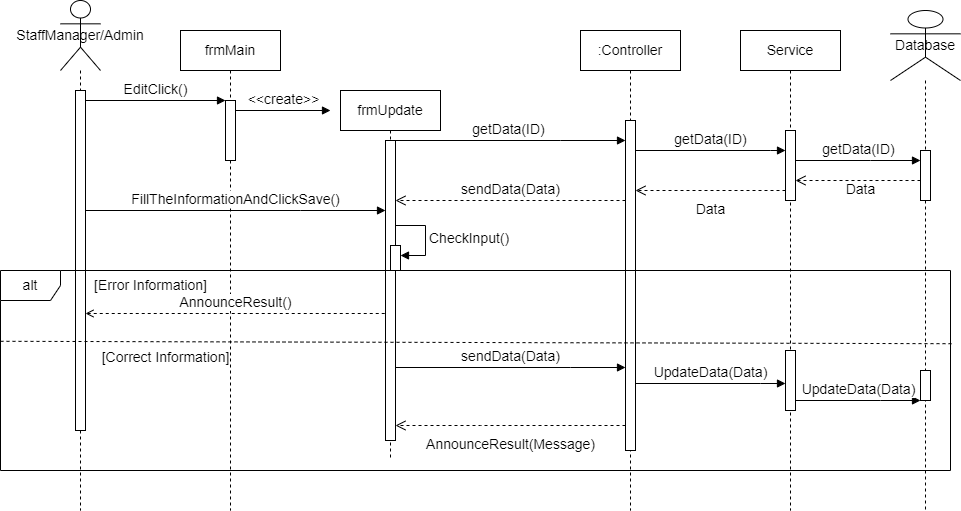 StaffManager/Admin
frmMain
:Controller
Service
Database
EditClick()
<<create>>
frmUpdate
getData(ID)
getData(ID)
getData(ID)
sendData(Data)
Data
Data
FillTheInformationAndClickSave()
CheckInput()
alt
[Error Information]
AnnounceResult()
[Correct Information]
sendData(Data)
UpdateData(Data)
UpdateData(Data)
AnnounceResult(Message)